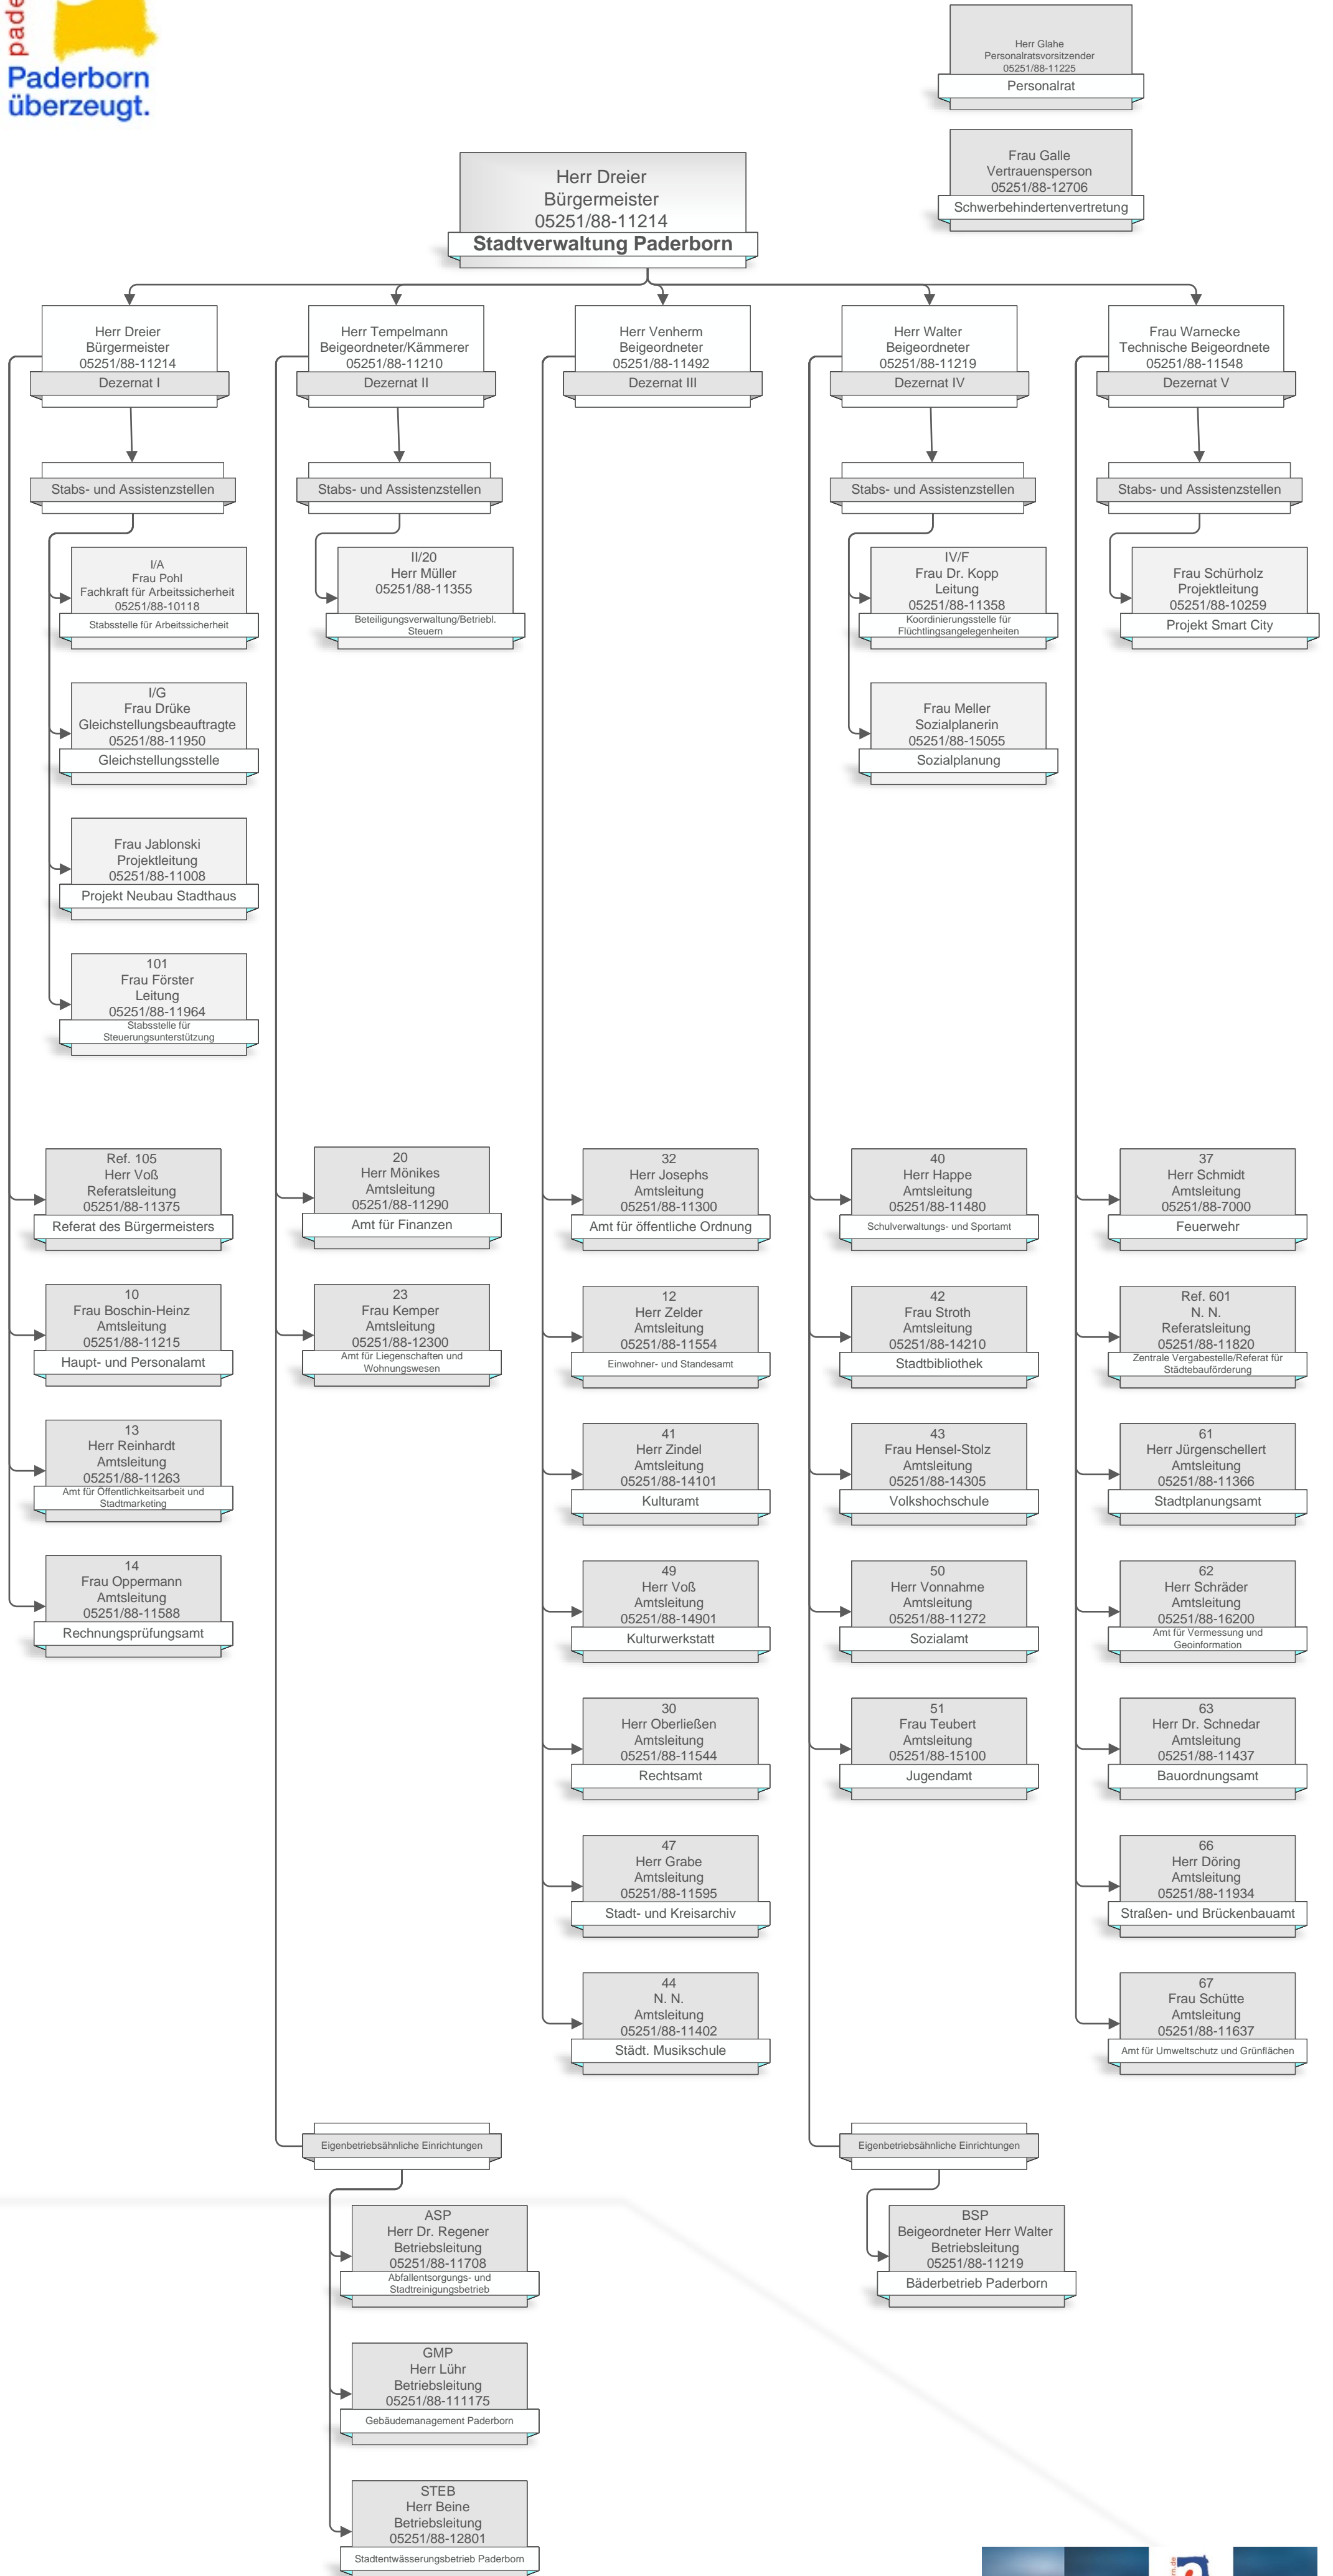 pade
Paderborn
überzeugt.
Herr Glahe
Personalratsvorsitzender
05251/88-11225
Personalrat
Frau Galle
Vertrauensperson
05251/88-12706
Schwerbehindertenvertretung
Herr Dreier
Bürgermeister
05251/88-11214
Stadtverwaltung Paderborn
Herr Dreier
Bürgermeister
05251/88-11214
Dezernat I
Herr Tempelmann
Beigeordneter/Kämmerer
05251/88-11210
Dezernat II
Herr Venherm
Beigeordneter
05251/88-11492
Dezernat III
Herr Walter
Beigeordneter
05251/88-11219
Dezernat IV
Frau Warnecke
Technische Beigeordnete
05251/88-11548
Dezernat V
Stabs- und Assistenzstellen
Stabs- und Assistenzstellen
Stabs- und Assistenzstellen
Stabs- und Assistenzstellen
I/A
Frau Pohl
Fachkraft für Arbeitssicherheit
05251/88-10118
Stabsstelle für Arbeitssicherheit
II/20
Herr Müller
05251/88-11355
Beteiligungsverwaltung/Betriebl.
Steuern
IV/F
Frau Dr. Kopp
Leitung
05251/88-11358
Koordinierungsstelle für
Flüchtlingsangelegenheiten
Frau Schürholz
Projektleitung
05251/88-10259
Projekt Smart City
I/G
Frau Drüke
Gleichstellungsbeauftragte
05251/88-11950
Gleichstellungsstelle
Frau Meller
Sozialplanerin
05251/88-15055
Sozialplanung
Frau Jablonski
Projektleitung
05251/88-11008
Projekt Neubau Stadthaus
101
Frau Förster
Leitung
05251/88-11964
Stabsstelle für
Steuerungsunterstützung
Ref. 105
Herr Voß
Referatsleitung
05251/88-11375
Referat des Bürgermeisters
20
Herr Mönikes
Amtsleitung
05251/88-11290
Amt für Finanzen
32
Herr Josephs
Amtsleitung
05251/88-11300
Amt für öffentliche Ordnung
40
Herr Happe
Amtsleitung
05251/88-11480
Schulverwaltungs- und Sportamt
37
Herr Schmidt
Amtsleitung
05251/88-7000
Feuerwehr
10
Frau Boschin-Heinz
Amtsleitung
05251/88-11215
Haupt- und Personalamt
23
Frau Kemper
Amtsleitung
05251/88-12300
Amt für Liegenschaften und
Wohnungswesen
12
Herr Zelder
Amtsleitung
05251/88-11554
Einwohner- und Standesamt
42
Frau Stroth
Amtsleitung
05251/88-14210
Stadtbibliothek
Ref. 601
N. N.
Referatsleitung
05251/88-11820
Zentrale Vergabestelle/Referat für
Städtebauförderung
13
Herr Reinhardt
Amtsleitung
05251/88-11263
Amt für Öffentlichkeitsarbeit und
Stadtmarketing
41
Herr Zindel
Amtsleitung
05251/88-14101
Kulturamt
43
Frau Hensel-Stolz
Amtsleitung
05251/88-14305
Volkshochschule
61
Herr Jürgenschellert
Amtsleitung
05251/88-11366
Stadtplanungsamt
14
Frau Oppermann
Amtsleitung
05251/88-11588
Rechnungsprüfungsamt
49
Herr Voß
Amtsleitung
05251/88-14901
Kulturwerkstatt
50
Herr Vonnahme
Amtsleitung
05251/88-11272
Sozialamt
62
Herr Schräder
Amtsleitung
05251/88-16200
Amt für Vermessung und
Geoinformation
30
Herr Oberließen
Amtsleitung
05251/88-11544
Rechtsamt
51
Frau Teubert
Amtsleitung
05251/88-15100
Jugendamt
63
Herr Dr. Schnedar
Amtsleitung
05251/88-11437
Bauordnungsamt
47
Herr Grabe
Amtsleitung
05251/88-11595
Stadt- und Kreisarchiv
66
Herr Döring
Amtsleitung
05251/88-11934
Straßen- und Brückenbauamt
44
N. N.
Amtsleitung
05251/88-11402
Städt. Musikschule
67
Frau Schütte
Amtsleitung
05251/88-11637
Amt für Umweltschutz und Grünflächen
Eigenbetriebsähnliche Einrichtungen
Eigenbetriebsähnliche Einrichtungen
ASP
Herr Dr. Regener
Betriebsleitung
05251/88-11708
Abfallentsorgungs- und
Stadtreinigungsbetrieb
BSP
Beigeordneter Herr Walter
Betriebsleitung
05251/88-11219
Bäderbetrieb Paderborn
GMP
Herr Lühr
Betriebsleitung
05251/88-111175
Gebäudemanagement Paderborn
STEB
Herr Beine
Betriebsleitung
05251/88-12801
Stadtentwässerungsbetrieb Paderborn